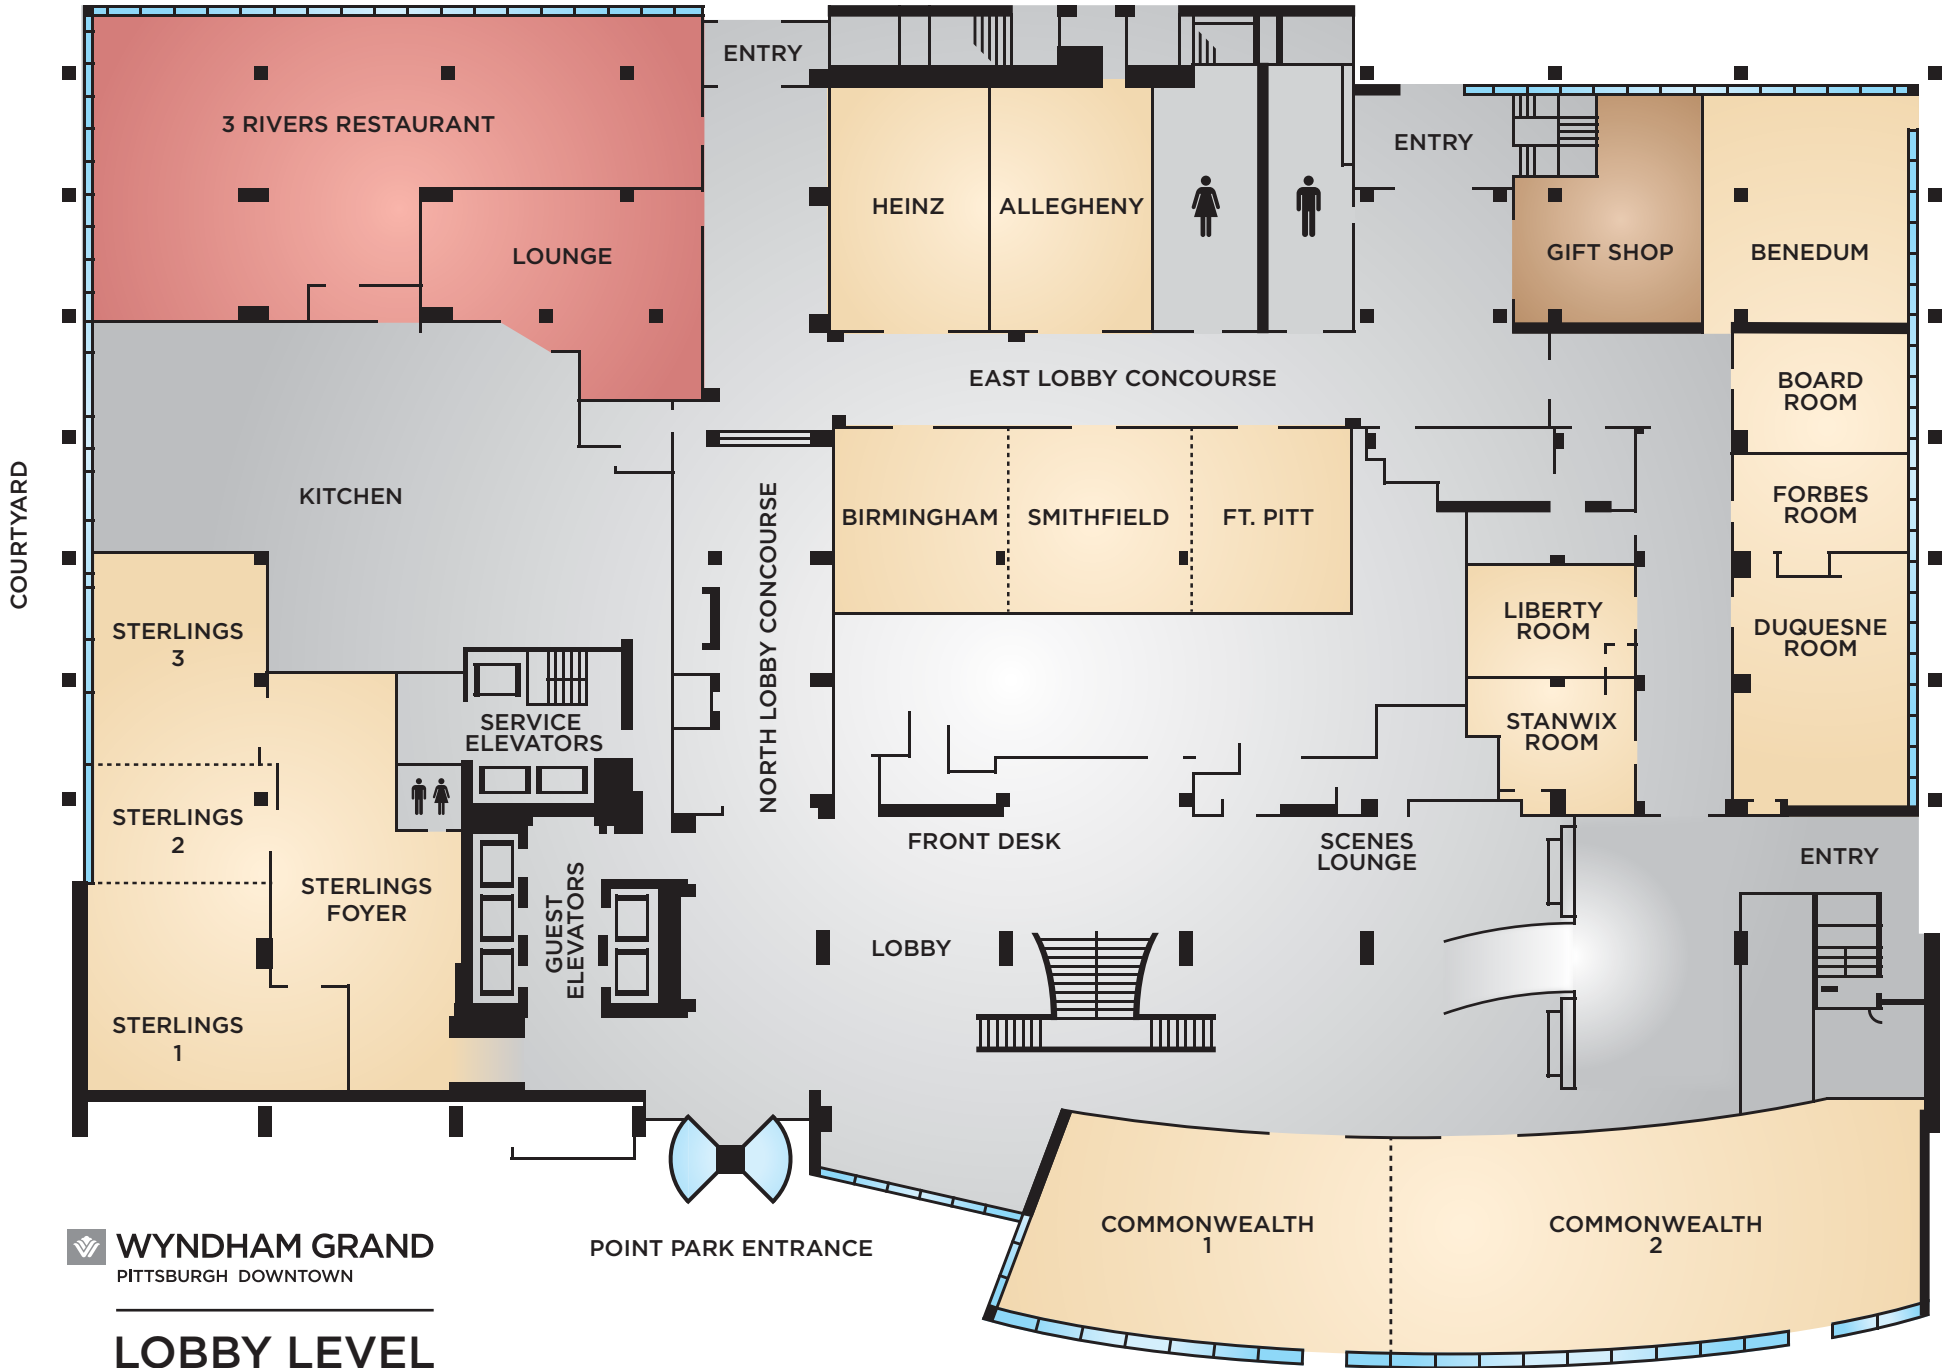 ENTRY
3 RIVERS RESTAURANT
ENTRY
HEINZ
ALLEGHENY
LOUNGE
GIFT SHOP
BENEDUM
EAST LOBBY CONCOURSE
BOARD
ROOM
COURTYARD
KITCHEN
NORTH LOBBY CONCOURSE
BIRMINGHAM
SMITHFIELD
FT. PITT
FORBES
ROOM
STERLINGS
3
LIBERTY
ROOM
DUQUESNE
ROOM
SERVICE
ELEVATORS
STANWIX
ROOM
STERLINGS
2
FRONT DESK
SCENES
LOUNGE
ENTRY
STERLINGS
FOYER
GUEST
ELEVATORS
LOBBY
STERLINGS
1
COMMONWEALTH
1
COMMONWEALTH
2
POINT PARK ENTRANCE
WYNDHAM GRAND
PITTSBURGH DOWNTOWN
LOBBY LEVEL